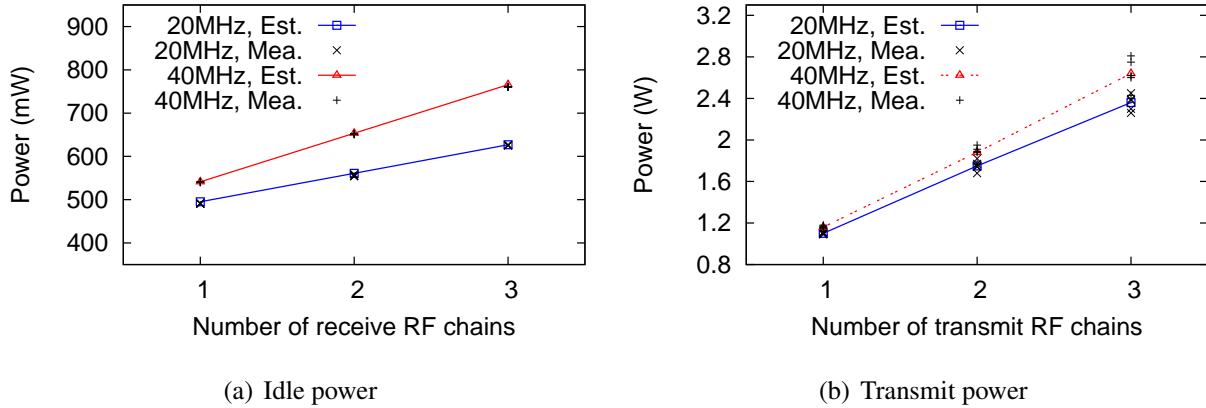 900
800
700
600
500
400
Power (mW)
20MHz, Est.
20MHz, Mea.
40MHz, Est.
40MHz, Mea.
1 2 3
Number of receive RF chains
(a) Idle power
3.2
2.8
2.4
2
1.6
1.2
0.8
Power (W)
20MHz, Est.
20MHz, Mea.
40MHz, Est.
40MHz, Mea.
1 2 3
Number of transmit RF chains
(b) Transmit power